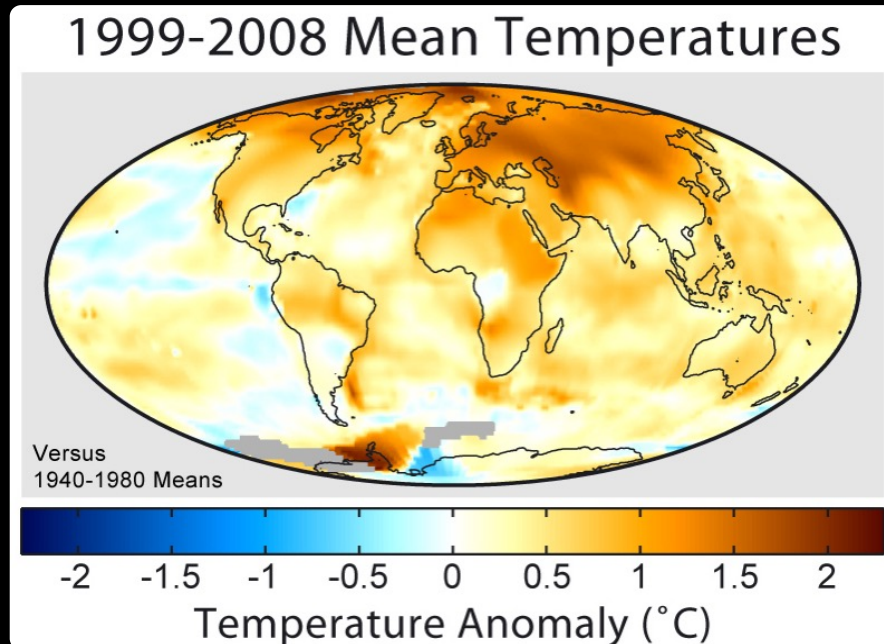 1999-2008 Mean Temperatures
Versus
1940-1980 Means
-2 -1.5 -1 -0.5 0 0.5 1 1.5 2
Temperature Anomaly (˚C)